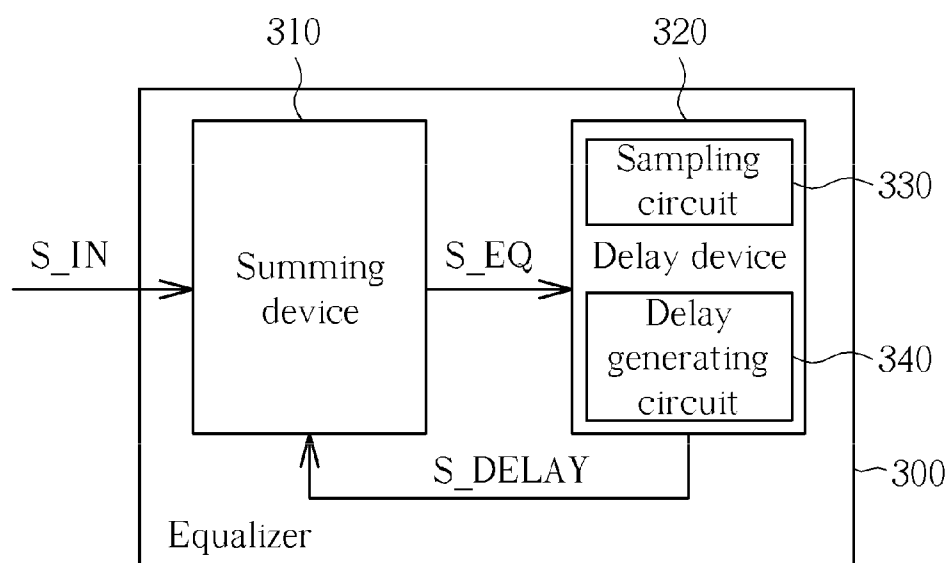 310
320
Sampling
circuit
330
S_IN
Summing
device
S_EQ
Delay device
Delay
generating
circuit
340
S_DELAY
300
Equalizer